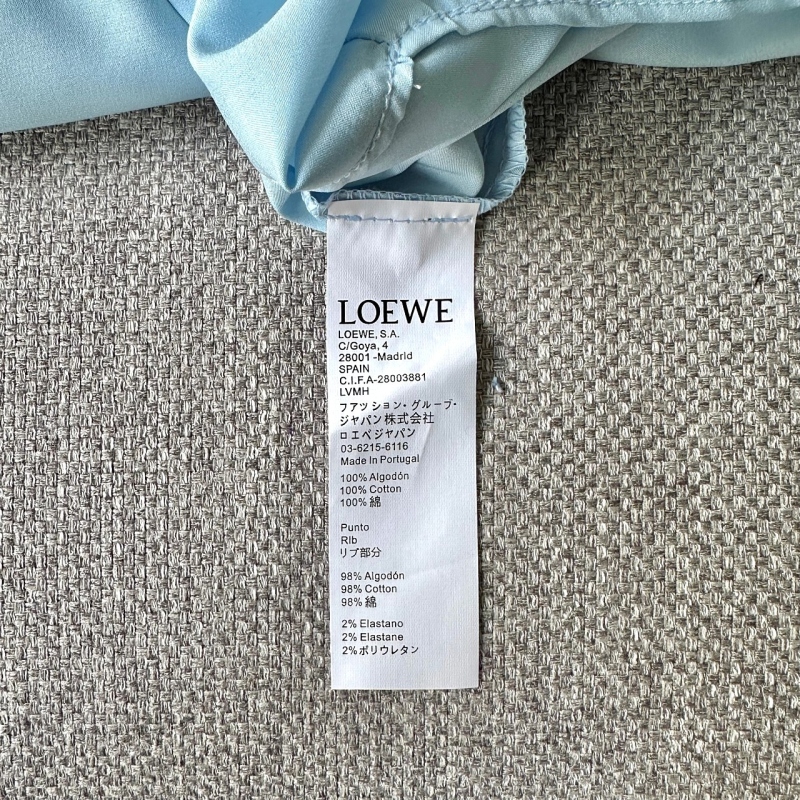 LOEWE
LOEWE, S.A.
C/Goya, 4
28001 -Madrid
SPAIN
C.I.F.A-28003881
LVMH
ファッション・グループ・
ジャパン株式会社
ロエベジャパン
03-6215-6116
Made In Portugal
100% Algodón
100% Cotton
100% 綿
Punto
Rib
リブ部分
98% Algodón
98% Cotton
98% 綿
2% Elastano
2% Elastane
2%ポリウレタン